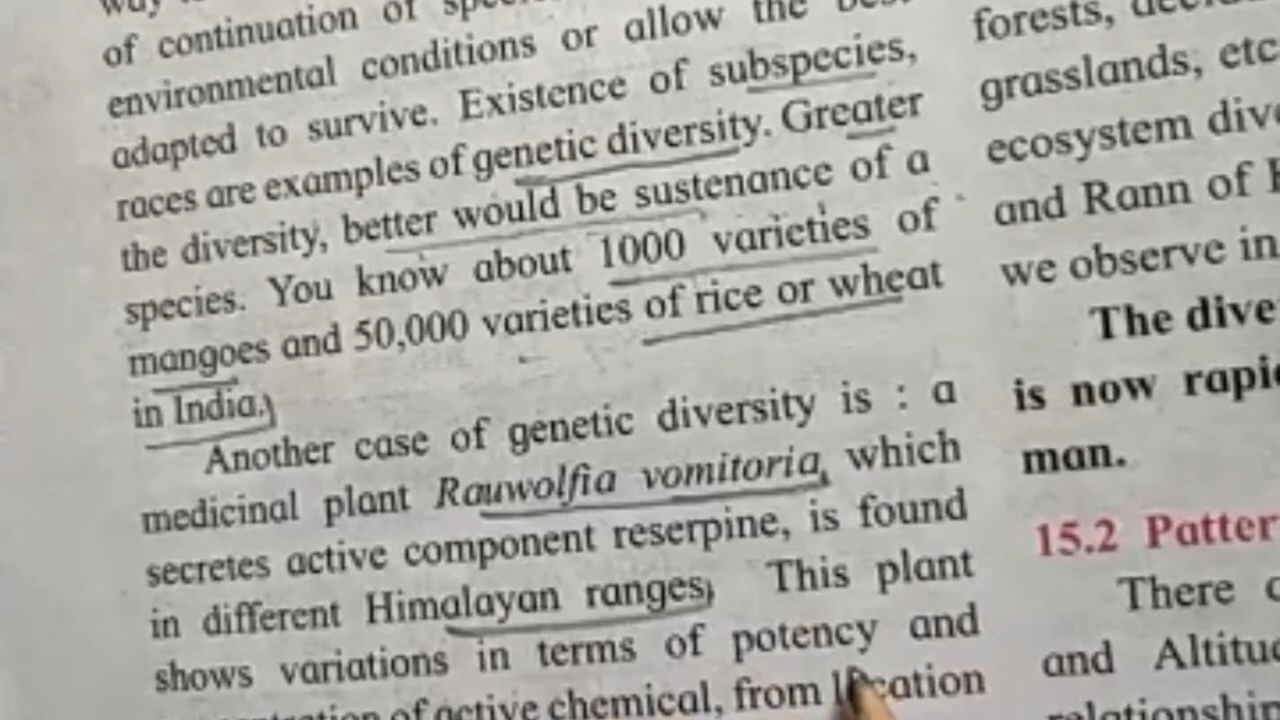 of continuation of
environmental conditions or allow the
adapted to survive. Existence of subspecies,
races are examples of genetic diversity. Greater
the diversity, better would be sustenance of a
species. You know about 1000 varieties of
mangoes and 50,000 varieties of rice or wheat
in India.
Another case of genetic diversity is : a
medicinal plant Rauwolfia vomitoria, which
secretes active component reserpine, is found
in different Himalayan ranges. This plant
shows variations in terms of potency and
of active chemical, from location
forests,
grasslands, etc
ecosystem
and Rann of
we observe in
The
is now
man.
15.2
There
and